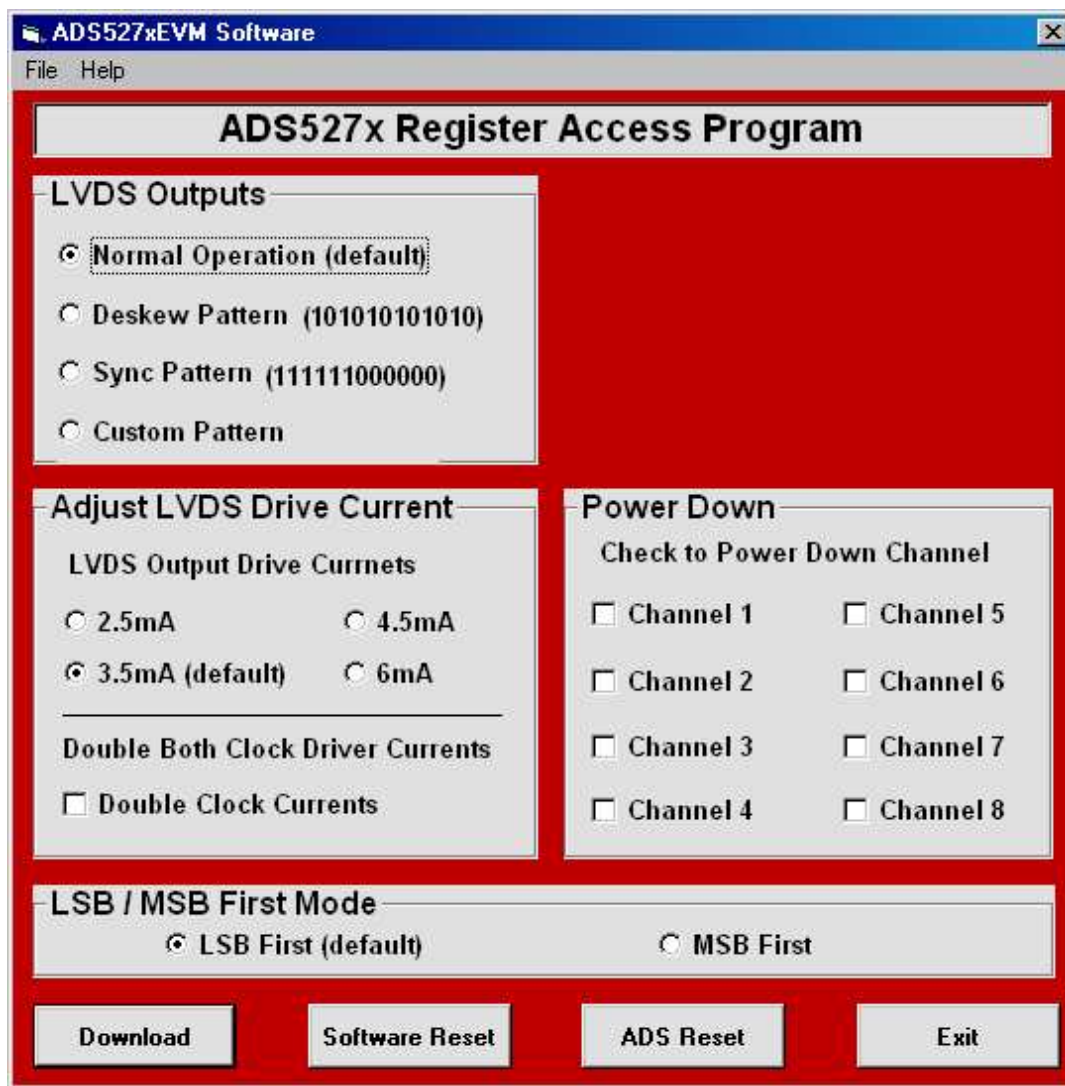 ADS527xEVM Software
File Help
ADS527x Register Access Program
LVDS Outputs
Normal Operation (default)
Deskew Pattern (101010101010)
Sync Pattern (111111000000)
Custom Pattern
Adjust LVDS Drive Current
LVDS Output Drive Currnets
2.5mA 4.5mA
3.5mA (default) 6mA
Double Both Clock Driver Currents
Double Clock Currents
Power Down
Check to Power Down Channel
Channel 1 Channel 5
Channel 2 Channel 6
Channel 3 Channel 7
Channel 4 Channel 8
LSB / MSB First Mode
LSB First (default) MSB First
Download Software Reset ADS Reset Exit